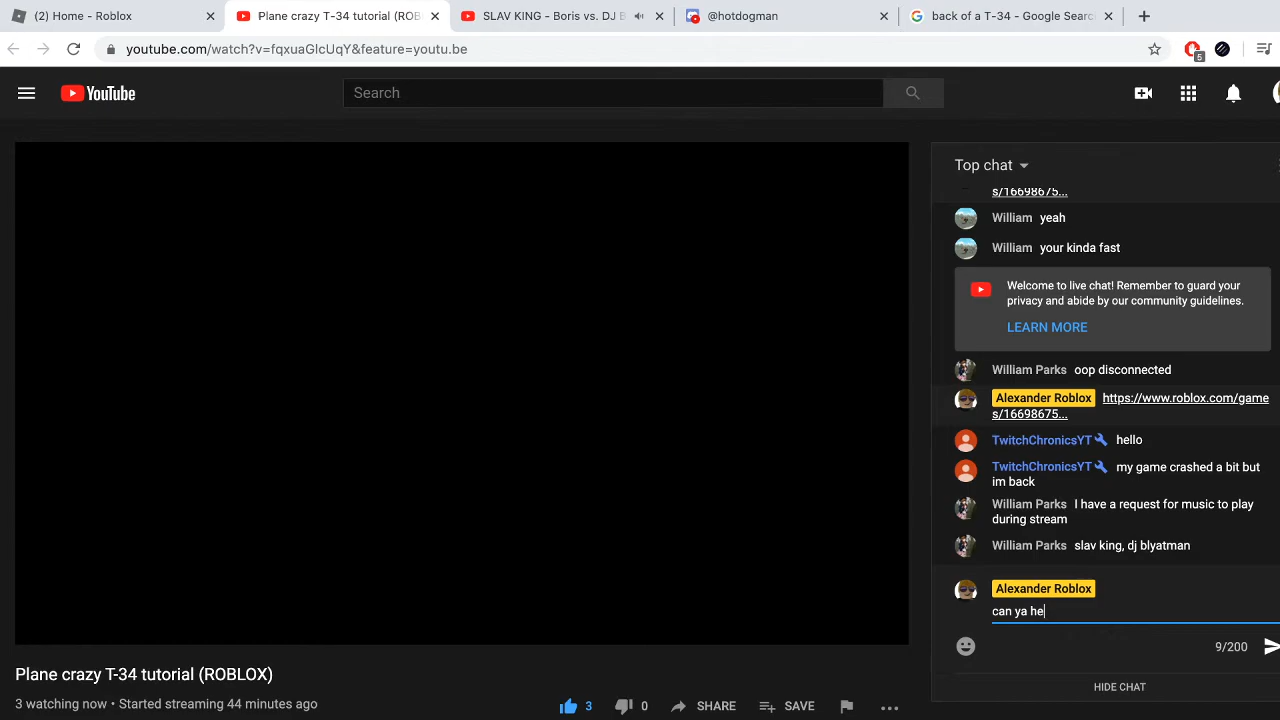 (2) Home - Roblox
Plane crazy T-34 tutorial (ROB
SLAV KING - Boris vs. DJ B
@hotdogman
back of a T-34 - Google Searc
youtube.com/watch?v=fqxuaGlcUqY&feature=youtu.be
5
YouTube
Search
Top chat
s/16698675...
William yeah
William your kinda fast
Welcome to live chat! Remember to guard your
privacy and abide by our community guidelines.
LEARN MORE
William Parks oop disconnected
Alexander Roblox https://www.roblox.com/game
s/16698675...
TwitchChronicsYT hello
TwitchChronicsYT my game crashed a bit but
im back
William Parks I have a request for music to play
during stream
William Parks slav king, dj blyatman
Alexander Roblox
can ya he
9/200
HIDE CHAT
Plane crazy T-34 tutorial (ROBLOX)
3 watching now • Started streaming 44 minutes ago
3
0
SHARE
SAVE